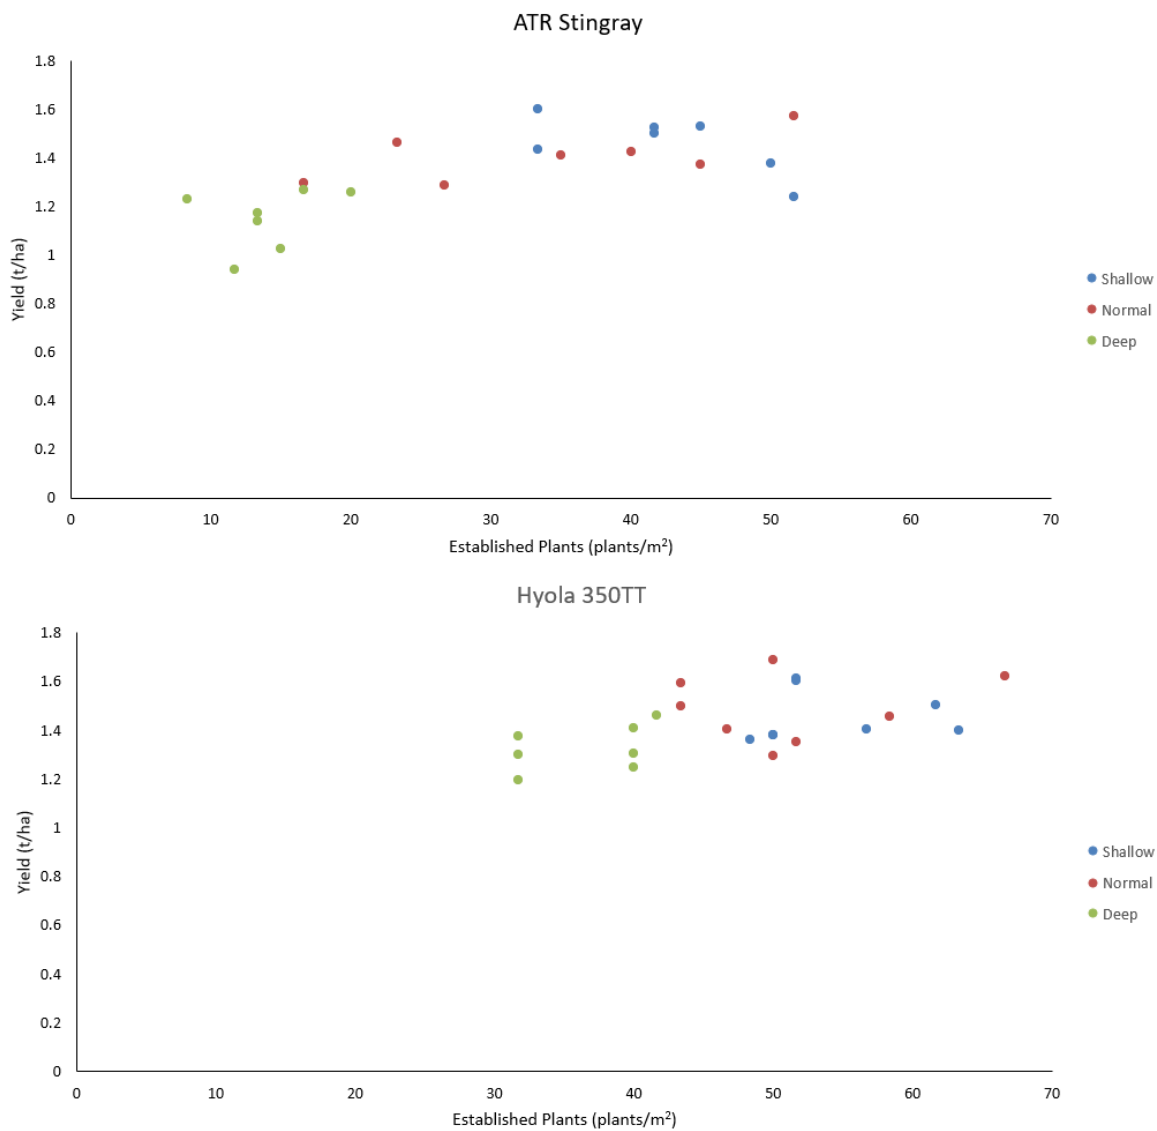 ATR Stingray
1.8
1.6
1.4
1.2
1
0.8
0.6
0.4
0.2
0
Yield (t/ha)
0 10 20 30 40 50 60 70
Established Plants (plants/m²)
Shallow
Normal
Deep
Hyola 350TT
1.8
1.6
1.4
1.2
1
0.8
0.6
0.4
0.2
0
Yield (t/ha)
0 10 20 30 40 50 60 70
Established Plants (plants/m²)
Shallow
Normal
Deep